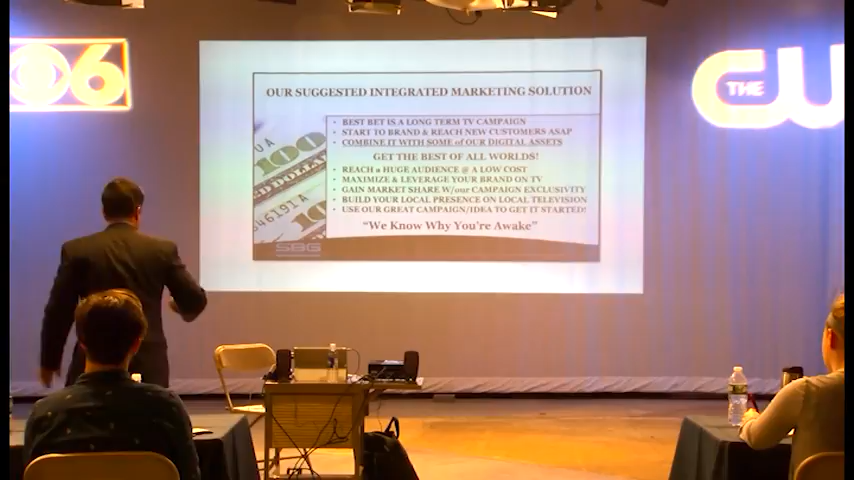 6
THE
CW
OUR SUGGESTED INTEGRATED MARKETING SOLUTION
• BEST BET IS A LONG TERM TV CAMPAIGN
• START TO BRAND & REACH NEW CUSTOMERS ASAP
• COMBINE IT WITH SOME of OUR DIGITAL ASSETS
GET THE BEST OF ALL WORLDS!
• REACH a HUGE AUDIENCE @ A LOW COST
• MAXIMIZE & LEVERAGE YOUR BRAND ON TV
• GAIN MARKET SHARE W/our CAMPAIGN EXCLUSIVITY
• BUILD YOUR LOCAL PRESENCE ON LOCAL TELEVISION
• USE OUR GREAT CAMPAIGN/IDEA TO GET IT STARTED!
"We Know Why You're Awake"
UA
100
DOLLAR
46191A
10
SBG